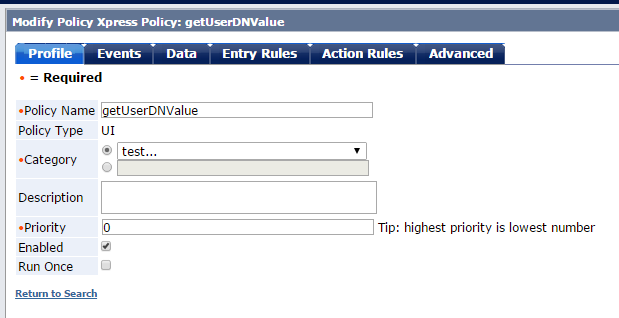 Modify Policy Xpress Policy: getUserDNValue
Profile Events Data Entry Rules Action Rules Advanced
• = Required
•Policy Name getUserDNValue
Policy Type UI
•Category test...
Description
•Priority 0 Tip: highest priority is lowest number
Enabled
Run Once
Return to Search